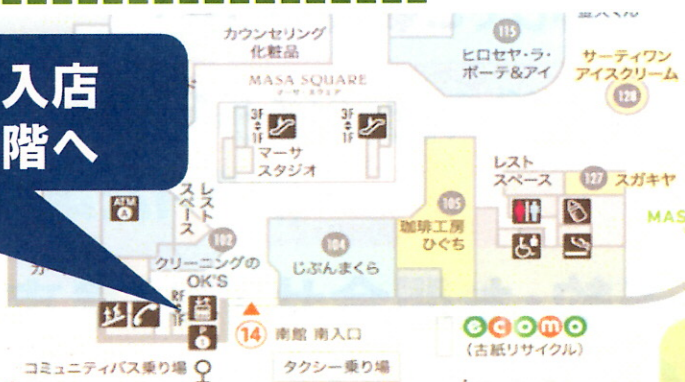 入店
階へ
カウンセリング
化粧品
115
ヒロセヤ・ラ・
ボーテ&アイ
サーティワン
アイスクリーム
128
MASA SQUARE
マーサ スクエア
3F
1F
マーサ
スタジオ
3F
1F
レスト
スペース
ATM
102
クリーニングの
OK'S
104
じぶんまくら
105
珈琲工房
ひぐち
レスト
スペース
127 スガキヤ
MAS
RF
1F
P
14 南館 南入口
ecomo
(古紙リサイクル)
コミュニティバス乗り場
タクシー乗り場